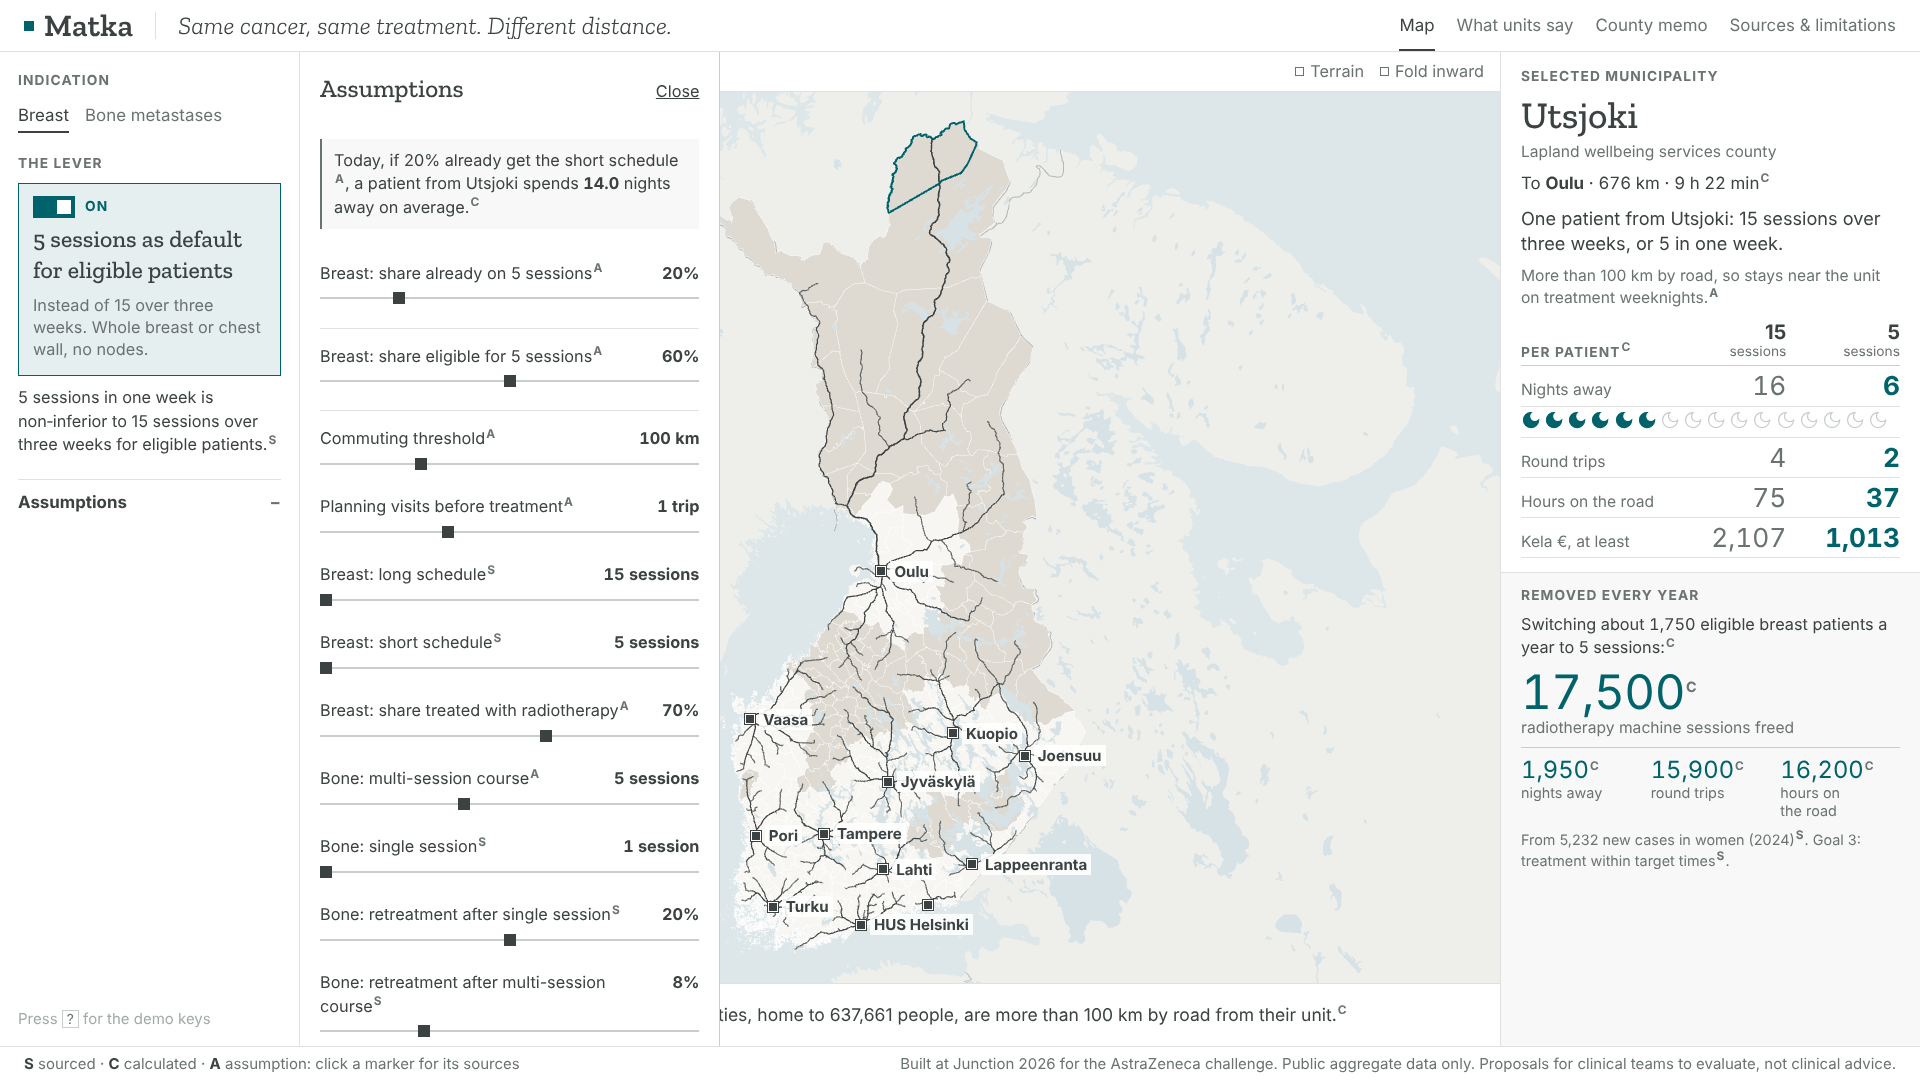 Matka
Same cancer, same treatment. Different distance.
Map
What units say
County memo
Sources & limitations
INDICATION
Breast
Bone metastases
THE LEVER
ON
5 sessions as default
for eligible patients
Instead of 15 over three
weeks. Whole breast or chest
wall, no nodes.
5 sessions in one week is
non-inferior to 15 sessions over
three weeks for eligible patients.S
Assumptions –
Press ? for the demo keys
Assumptions
Close
Today, if 20% already get the short schedule
A, a patient from Utsjoki spends 14.0 nights
away on average.C
Breast: share already on 5 sessionsA 20%
Breast: share eligible for 5 sessionsA 60%
Commuting thresholdA 100 km
Planning visits before treatmentA 1 trip
Breast: long scheduleS 15 sessions
Breast: short scheduleS 5 sessions
Breast: share treated with radiotherapyA 70%
Bone: multi-session courseA 5 sessions
Bone: single sessionS 1 session
Bone: retreatment after single sessionS 20%
Bone: retreatment after multi-session 8%
courseS
Terrain
Fold inward
Oulu
Vaasa
Kuopio
Joensuu
Jyväskylä
Pori
Tampere
Lahti
Lappeenranta
Turku
HUS Helsinki
ties, home to 637,661 people, are more than 100 km by road from their unit.C
SELECTED MUNICIPALITY
Utsjoki
Lapland wellbeing services county
To Oulu · 676 km · 9 h 22 minC
One patient from Utsjoki: 15 sessions over
three weeks, or 5 in one week.
More than 100 km by road, so stays near the unit
on treatment weeknights.A
PER PATIENTC 15 sessions 5 sessions
Nights away 16 6
Round trips 4 2
Hours on the road 75 37
Kela €, at least 2,107 1,013
REMOVED EVERY YEAR
Switching about 1,750 eligible breast patients a
year to 5 sessions:C
17,500C
radiotherapy machine sessions freed
1,950C 15,900C 16,200C
nights away round trips hours on
the road
From 5,232 new cases in women (2024)S. Goal 3:
treatment within target timesS.
S sourced · C calculated · A assumption: click a marker for its sources
Built at Junction 2026 for the AstraZeneca challenge. Public aggregate data only. Proposals for clinical teams to evaluate, not clinical advice.